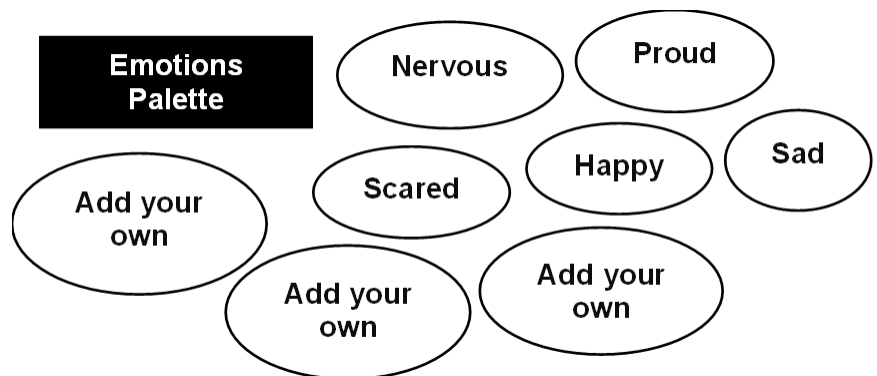 Emotions
Palette
Nervous
Proud
Scared
Happy
Sad
Add your
own
Add your
own
Add your
own